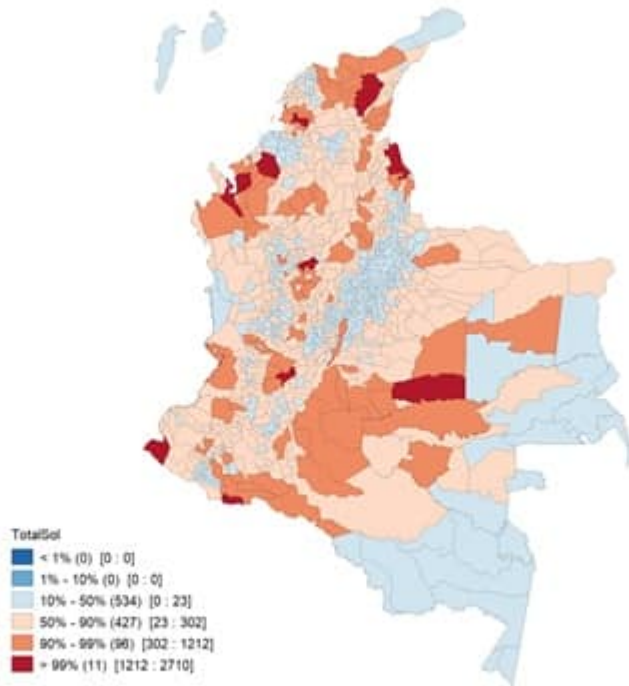 TotalSol
< 1% (0) [0 : 0]
1% - 10% (0) [0 : 0]
10% - 50% (534) [0 : 23]
50% - 90% (427) [23 : 302]
90% - 99% (96) [302 : 1212]
> 99% (11) [1212 : 2710]